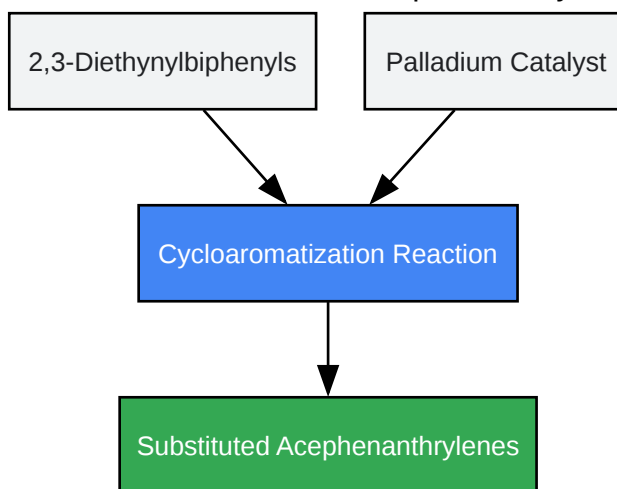 2,3-Diethynylbiphenyls
Palladium Catalyst
Cycloaromatization Reaction
Substituted Acephenanthrylenes